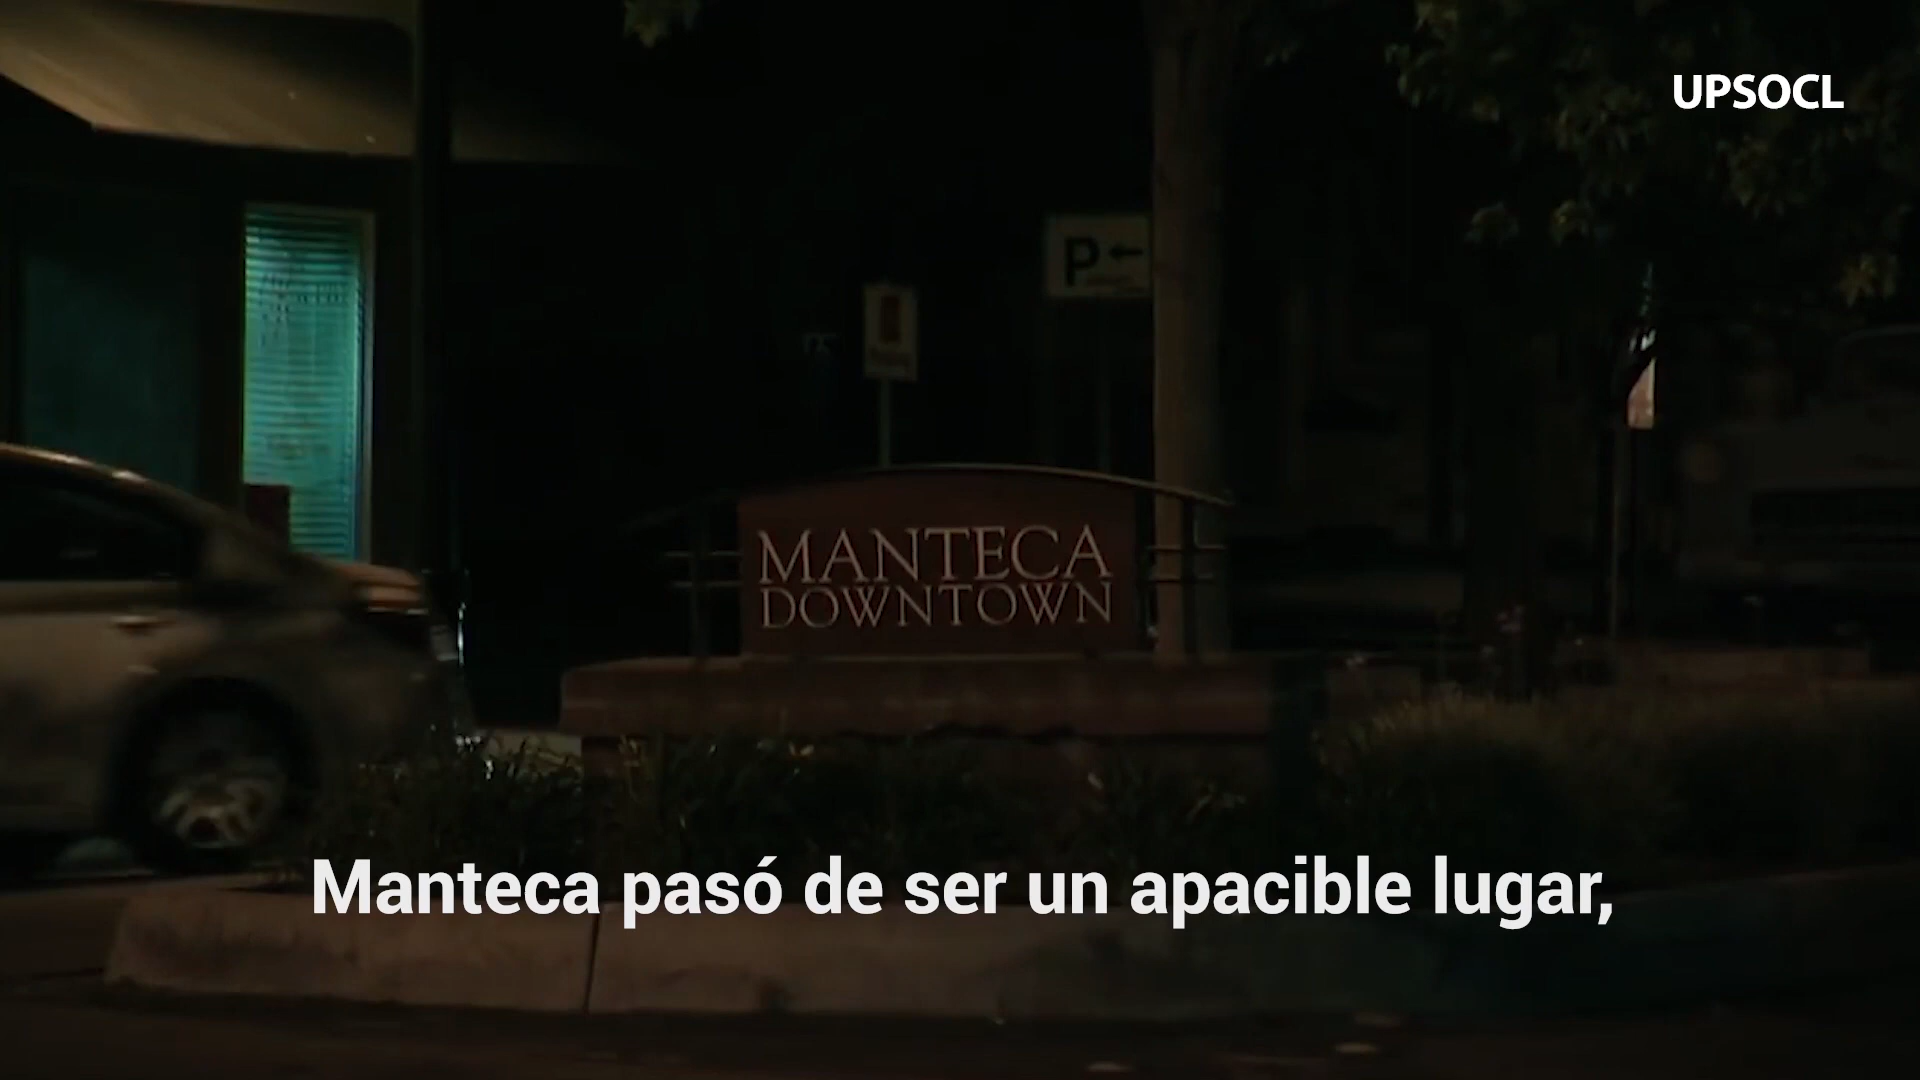 UPSOCL
P ←
MANTECA
DOWNTOWN
Manteca pasó de ser un apacible lugar,